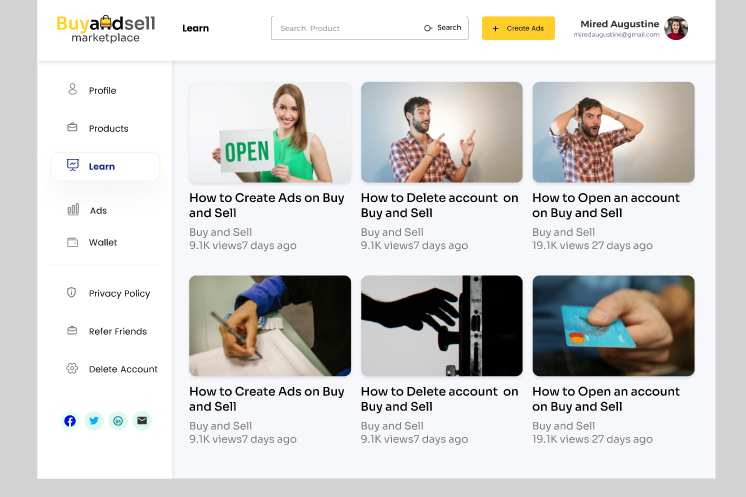 Buyandsell
marketplace
Learn
Search Product
Search
+ Create Ads
Mired Augustine
miredaugustine@gmail.com
Profile
Products
Learn
Ads
Wallet
Privacy Policy
Refer Friends
Delete Account
OPEN
How to Create Ads on Buy
and Sell
Buy and Sell
9.1K views7 days ago
How to Delete account on
Buy and Sell
Buy and Sell
9.1K views7 days ago
How to Open an account
on Buy and Sell
Buy and Sell
19.1K views 27 days ago
How to Create Ads on Buy
and Sell
Buy and Sell
9.1K views7 days ago
How to Delete account on
Buy and Sell
Buy and Sell
9.1K views7 days ago
How to Open an account
on Buy and Sell
Buy and Sell
19.1K views 27 days ago